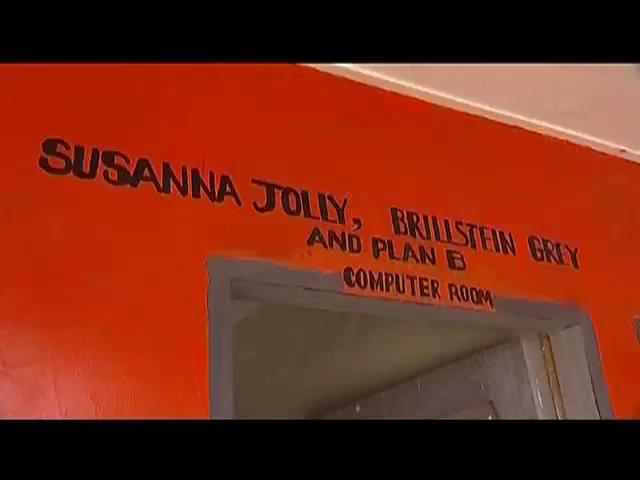 SUSANNA JOLLY, BRILLSTEIN GREY
AND PLAN B
COMPUTER ROOM